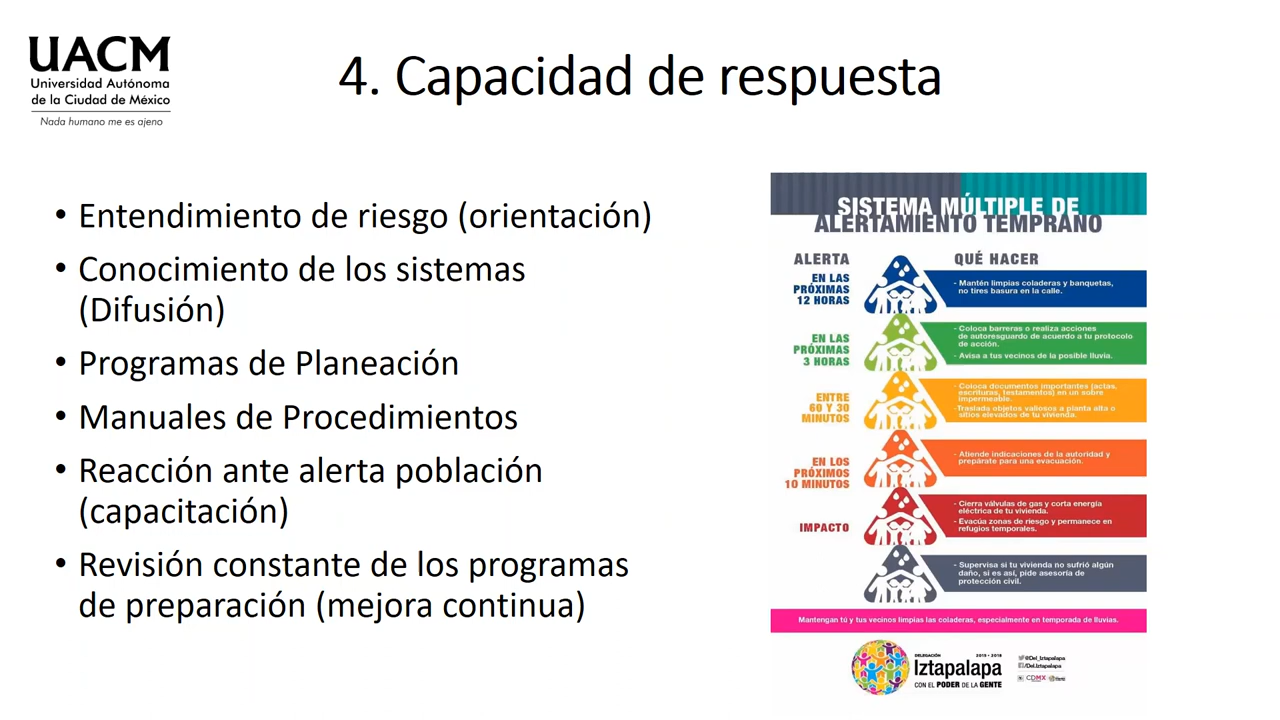 UACM
Universidad Autónoma
de la Ciudad de México
Nada humano me es ajeno
4. Capacidad de respuesta
• Entendimiento de riesgo (orientación)
• Conocimiento de los sistemas
(Difusión)
• Programas de Planeación
• Manuales de Procedimientos
• Reacción ante alerta población
(capacitación)
• Revisión constante de los programas
de preparación (mejora continua)
SISTEMA MÚLTIPLE DE
ALERTAMIENTO TEMPRANO
ALERTA
QUÉ HACER
EN LAS
PRÓXIMAS
12 HORAS
- Mantén limpias coladeras y banquetas,
no tires basura en la calle.
EN LAS
PRÓXIMAS
3 HORAS
- Coloca barreras o realiza acciones
de autoresguardo de acuerdo a tu protocolo
de acción.
- Avisa a tus vecinos de la posible lluvia.
ENTRE
60 Y 30
MINUTOS
- Coloca documentos importantes (actas,
escrituras, testamentos) en un sobre
impermeable.
-Traslada objetos valiosos a planta alta o
sitios elevados de tu vivienda.
EN LOS
PRÓXIMOS
10 MINUTOS
- Atiende indicaciones de la autoridad y
prepárate para una evacuación.
IMPACTO
- Cierra válvulas de gas y corta energía
eléctrica de tu vivienda.
- Evacúa zonas de riesgo y permanece en
refugios temporales.
- Supervisa si tu vivienda no sufrió algún
daño, si es así, pide asesoría de
protección civil.
Mantengan tú y tus vecinos limpias las coladeras, especialmente en temporada de lluvias.
DELEGACIÓN
2015 • 2018
Iztapalapa
CON EL PODER DE LA GENTE
@Del_Iztapalapa
/Del.Iztapalapa
CDMX